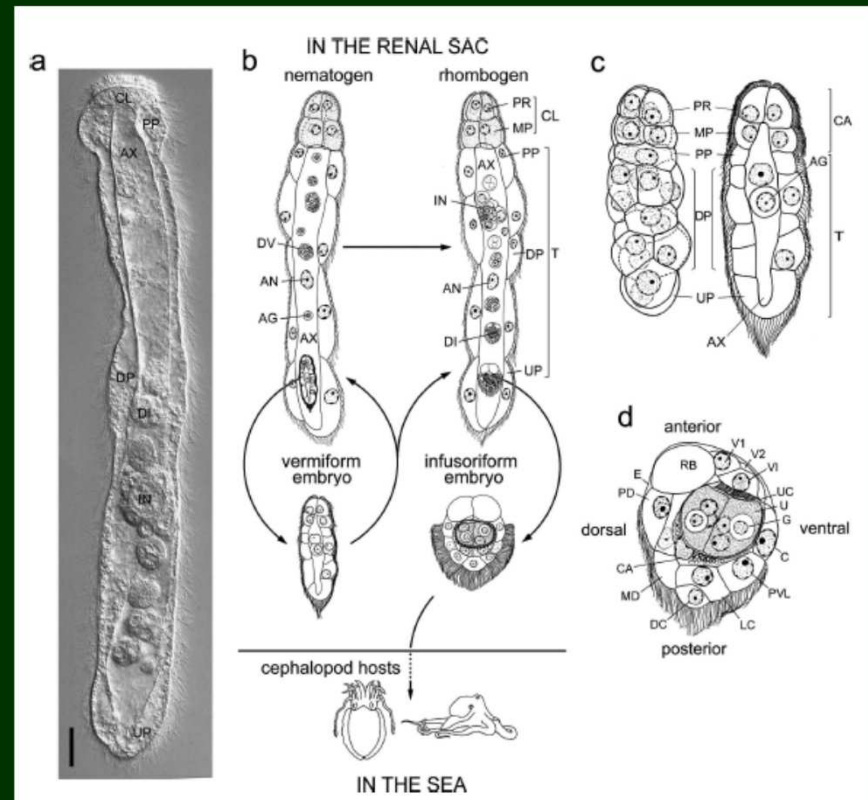 a
CL
PP
AX
DP
DI
IN
UP
b
IN THE RENAL SAC
nematogen
rhombogen
PR
MP
CL
PP
AX
IN
DV
DP
T
AN
AN
AG
DI
AX
UP
vermiform
embryo
infusoriform
embryo
cephalopod hosts
IN THE SEA
c
PR
MP
CA
PP
AG
DP
T
UP
AX
d
anterior
V1
V2
RB
VI
E
UC
PD
U
G
dorsal
ventral
C
CA
MD
PVL
DC
LC
posterior